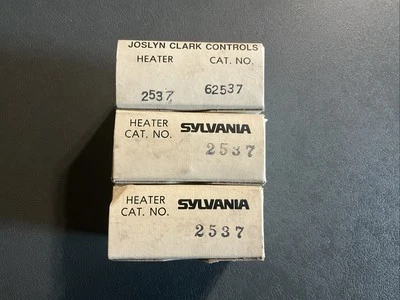 JOSLYN CLARK CONTROLS
HEATER CAT. NO.
2537 62537
HEATER SYLVANIA
CAT. NO. 2537
HEATER SYLVANIA
CAT. NO. 2537